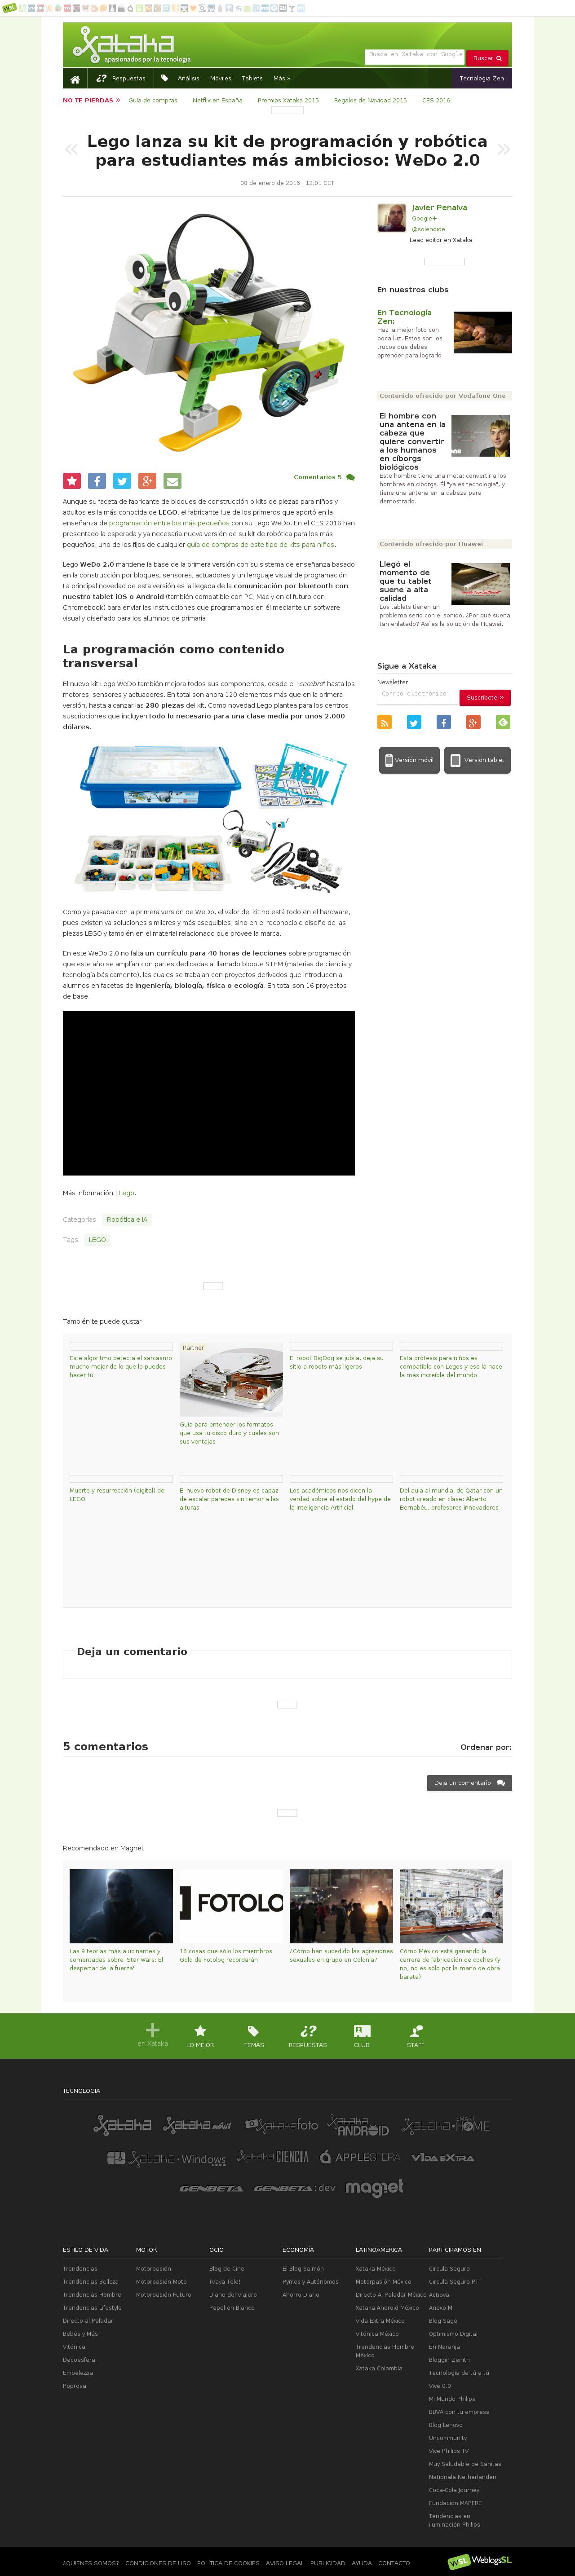 Xataka
apasionados por la tecnología
Busca en Xataka con Google
Buscar
Respuestas
Análisis
Móviles
Tablets
Más »
Tecnología Zen
NO TE PIERDAS »
Guía de compras
Netflix en España
Premios Xataka 2015
Regalos de Navidad 2015
CES 2016
« Lego lanza su kit de programación y robótica »
para estudiantes más ambicioso: WeDo 2.0
08 de enero de 2016 | 12:01 CET
Javier Penalva
Google+
@solenoide
Lead editor en Xataka
En nuestros clubs
En Tecnología
Zen:
Haz la mejor foto con
poca luz. Estos son los
trucos que debes
aprender para lograrlo
Contenido ofrecido por Vodafone One
El hombre con
una antena en la
cabeza que
quiere convertir
a los humanos
en cíborgs
biológicos
Este hombre tiene una meta: convertir a los
hombres en cíborgs. Él "ya es tecnología", y
tiene una antena en la cabeza para
demostrarlo.
Contenido ofrecido por Huawei
Llegó el
momento de
que tu tablet
suene a alta
calidad
Los tablets tienen un
problema serio con el sonido. ¿Por qué suena
tan enlatado? Así es la solución de Huawei.
Sigue a Xataka
Newsletter:
Correo electrónico
Suscríbete »
Versión móvil
Versión tablet
Comentarios 5
Aunque su faceta de fabricante de bloques de construcción o kits de piezas para niños y
adultos es la más conocida de LEGO, el fabricante fue de los primeros que aportó en la
enseñanza de programación entre los más pequeños con su Lego WeDo. En el CES 2016 han
presentado la esperada y ya necesaria nueva versión de su kit de robótica para los más
pequeños, uno de los fijos de cualquier guía de compras de este tipo de kits para niños.
Lego WeDo 2.0 mantiene la base de la primera versión con su sistema de enseñanza basado
en la construcción por bloques, sensores, actuadores y un lenguaje visual de programación.
La principal novedad de esta versión es la llegada de la comunicación por bluetooth con
nuestro tablet iOS o Android (también compatible con PC, Mac y en el futuro con
Chromebook) para enviar las instrucciones que programamos en él mediante un software
visual y diseñado para los alumnos de primaria.
La programación como contenido
transversal
El nuevo kit Lego WeDo también mejora todos sus componentes, desde el "cerebro" hasta los
motores, sensores y actuadores. En total son ahora 120 elementos más que en la primera
versión, hasta alcanzar las 280 piezas del kit. Como novedad Lego plantea para los centros
suscripciones que incluyen todo lo necesario para una clase media por unos 2.000
dólares.
NEW
Como ya pasaba con la primera versión de WeDo, el valor del kit no está todo en el hardware,
pues existen ya soluciones similares y más asequibles, sino en el reconocible diseño de las
piezas LEGO y también en el material relacionado que provee la marca.
En este WeDo 2.0 no falta un currículo para 40 horas de lecciones sobre programación
que este año se amplían con partes dedicadas al llamado bloque STEM (materias de ciencia y
tecnología básicamente), las cuales se trabajan con proyectos derivados que introducen al
alumnos en facetas de ingeniería, biología, física o ecología. En total son 16 proyectos
de base.
Más información | Lego.
Categorías Robótica e IA
Tags LEGO
También te puede gustar
Este algoritmo detecta el sarcasmo
mucho mejor de lo que lo puedes
hacer tú
Partner
Guía para entender los formatos
que usa tu disco duro y cuáles son
sus ventajas
El robot BigDog se jubila, deja su
sitio a robots más ligeros
Esta prótesis para niños es
compatible con Legos y eso la hace
la más increíble del mundo
Muerte y resurrección (digital) de
LEGO
El nuevo robot de Disney es capaz
de escalar paredes sin temor a las
alturas
Los académicos nos dicen la
verdad sobre el estado del hype de
la Inteligencia Artificial
Del aula al mundial de Qatar con un
robot creado en clase: Alberto
Bernabéu, profesores innovadores
Deja un comentario
5 comentarios
Ordenar por:
Deja un comentario
Recomendado en Magnet
FOTOLO
Las 9 teorías más alucinantes y
comentadas sobre 'Star Wars: El
despertar de la fuerza'
16 cosas que sólo los miembros
Gold de Fotolog recordarán
¿Cómo han sucedido las agresiones
sexuales en grupo en Colonia?
Cómo México está ganando la
carrera de fabricación de coches (y
no, no es sólo por la mano de obra
barata)
en Xataka
LO MEJOR
TEMAS
RESPUESTAS
CLUB
STAFF
TECNOLOGÍA
Xataka
Xataka móvil
Xataka foto
Xataka ANDROID
Xataka SMART HOME
Xataka Windows
Xataka CIENCIA
APPLESFERA
VIDA EXTRA
GENBETA
GENBETA:dev
magnet
ESTILO DE VIDA
Trendencias
Trendencias Belleza
Trendencias Hombre
Trendencias Lifestyle
Directo al Paladar
Bebés y Más
Vitónica
Decoesfera
Embelezzia
Poprosa
MOTOR
Motorpasión
Motorpasión Moto
Motorpasión Futuro
OCIO
Blog de Cine
¡Vaya Tele!
Diario del Viajero
Papel en Blanco
ECONOMÍA
El Blog Salmón
Pymes y Autónomos
Ahorro Diario
LATINOAMÉRICA
Xataka México
Motorpasión México
Directo Al Paladar México
Xataka Android México
Vida Extra México
Vitónica México
Trendencias Hombre
México
Xataka Colombia
PARTICIPAMOS EN
Circula Seguro
Circula Seguro PT
Actibva
Anexo M
Blog Sage
Optimismo Digital
En Naranja
Bloggin Zenith
Tecnología de tú a tú
Vive 0,0
Mi Mundo Philips
BBVA con tu empresa
Blog Lenovo
Uncommunity
Vive Philips TV
Muy Saludable de Sanitas
Nationale Netherlanden
Coca-Cola Journey
Fundacion MAPFRE
Tendencias en
iluminación Philips
¿QUIENES SOMOS?
CONDICIONES DE USO
POLÍTICA DE COOKIES
AVISO LEGAL
PUBLICIDAD
AYUDA
CONTACTO
WSL WeblogsSL